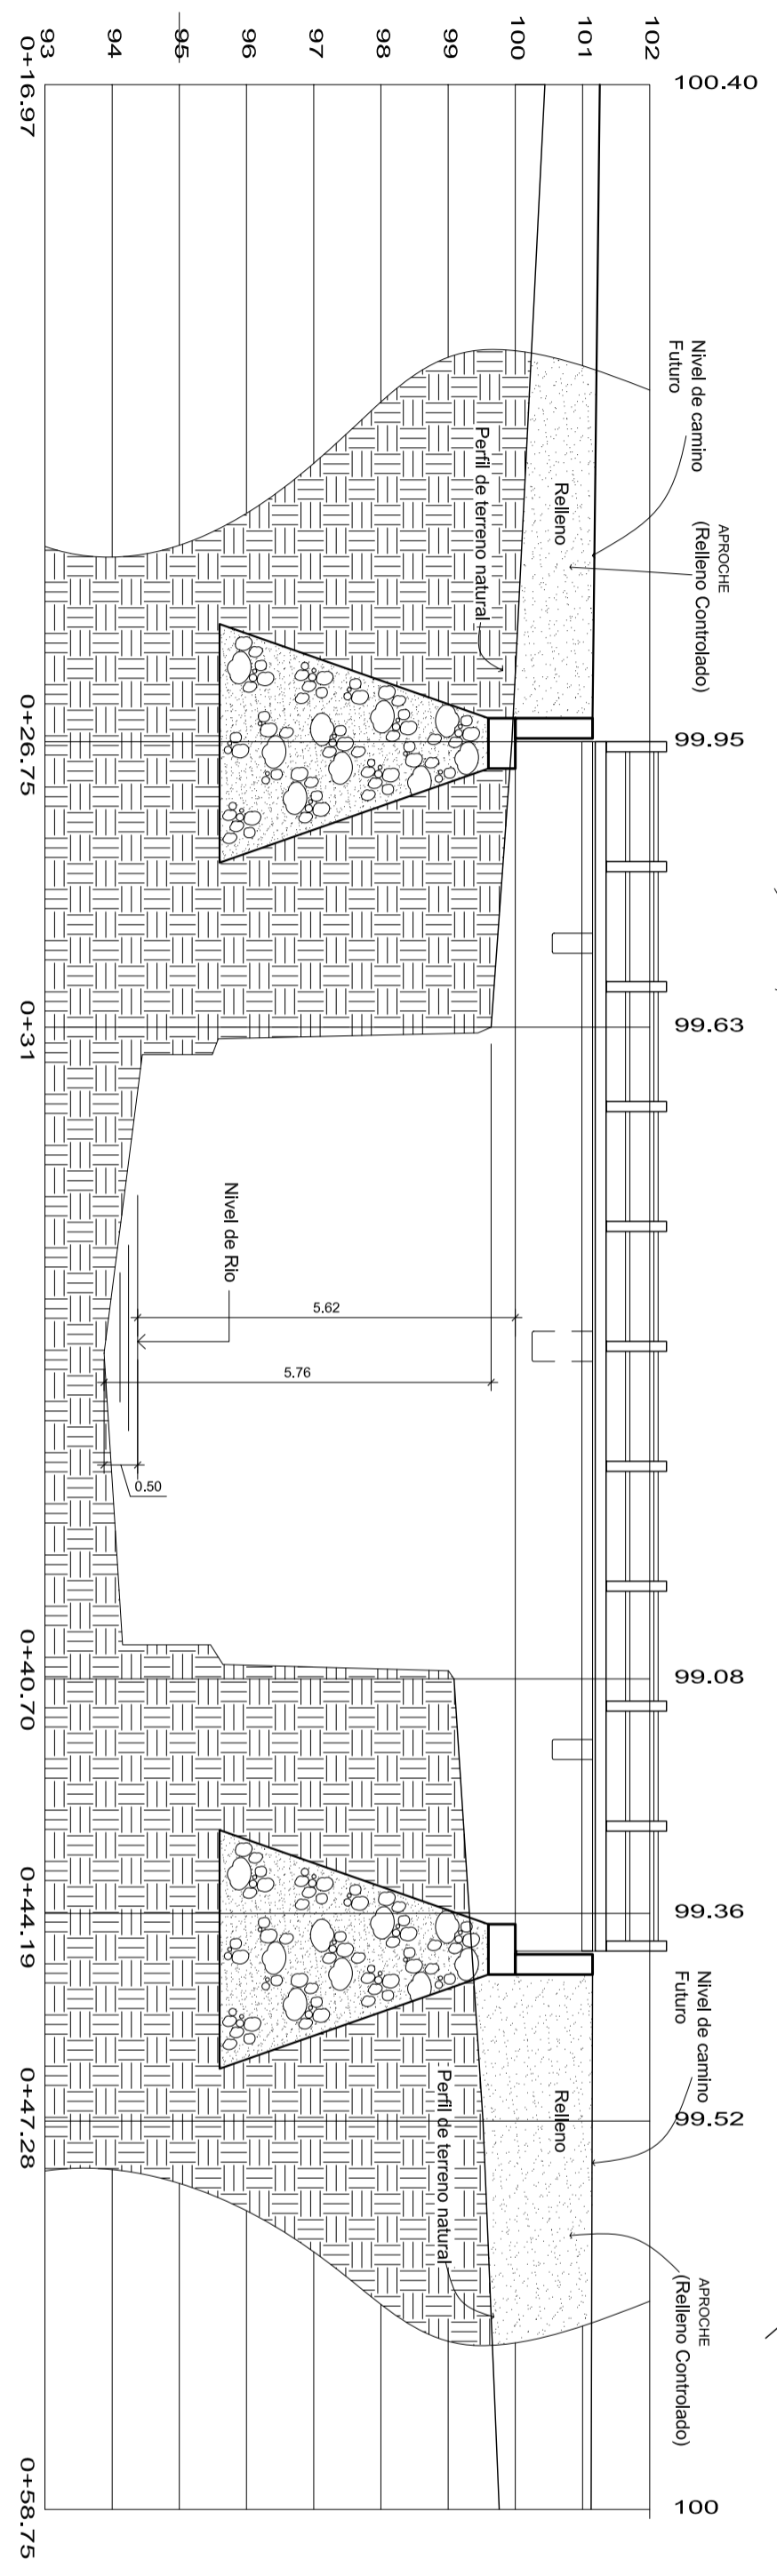 102
101
100
99
98
97
96
95
94
93
100.40
99.95
99.63
99.08
99.36
99.52
100
Nivel de camino
Futuro
APROCHE
(Relleno Controlado)
Relleno
Perfil de terreno natural
Nivel de Rio
5.62
5.76
0.50
Nivel de camino
Futuro
APROCHE
(Relleno Controlado)
Relleno
Perfil de terreno natural
0+16.97
0+26.75
0+31
0+40.70
0+44.19
0+47.28
0+58.75